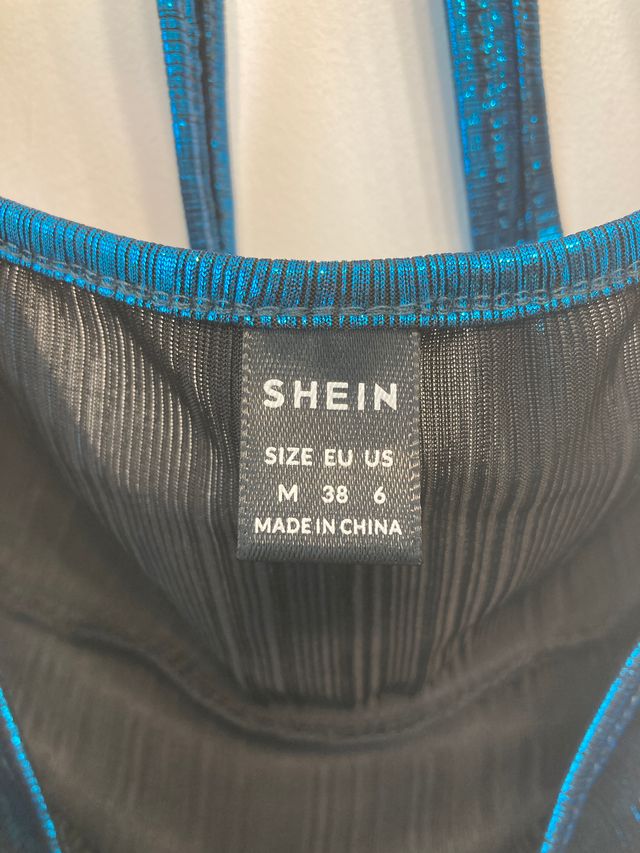 SHEIN
SIZE EU US
M 38 6
MADE IN CHINA